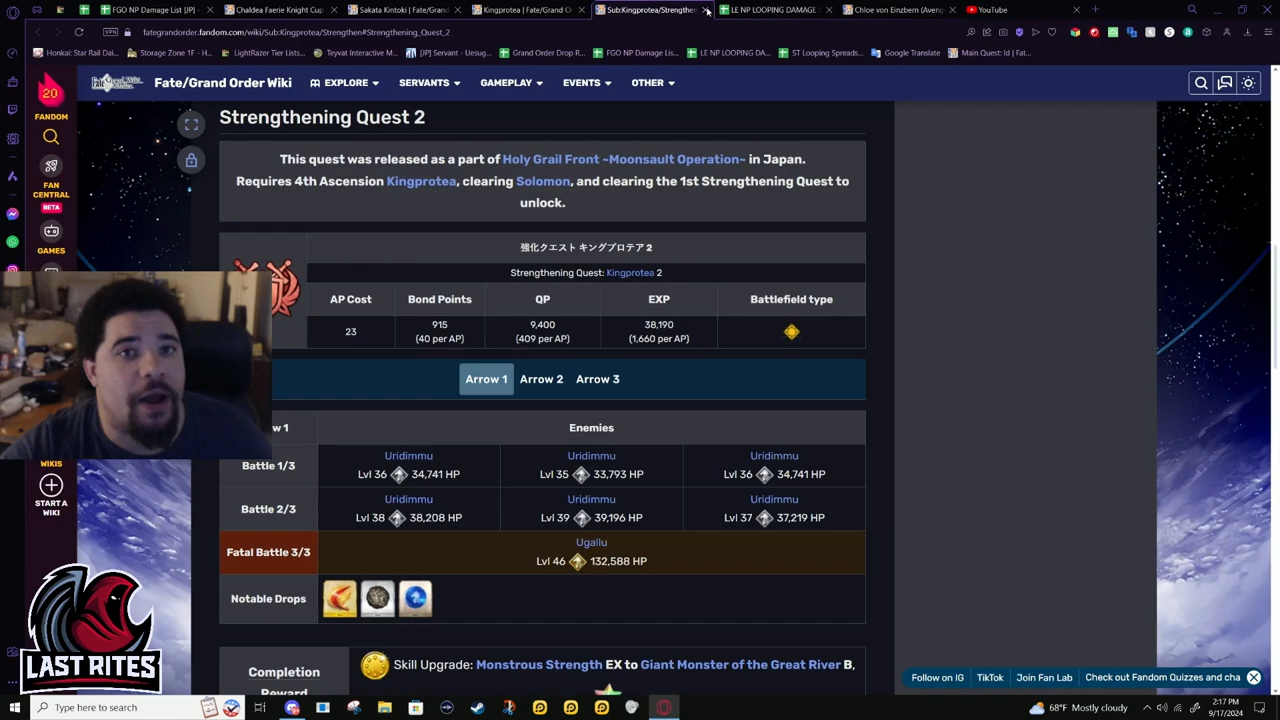 FGO NP Damage List [JP] -
Chaldea Faerie Knight Cup
Sakata Kintoki | Fate/Grand
Kingprotea | Fate/Grand O
Sub:Kingprotea/Strengthen
LE NP LOOPING DAMAGE
Chloe von Einzbern (Aven
YouTube
fategrandorder.fandom.com/wiki/Sub:Kingprotea/Strengthen#Strengthening_Quest_2
Honkai: Star Rail Dai...
Storage Zone 1F - H...
LightRazer Tier Lists...
Teyvat Interactive M...
[JP] Servant - Uesug...
Grand Order Drop R...
FGO NP Damage Lis...
LE NP LOOPING DA...
ST Looping Spreads...
Google Translate
Main Quest: Id | Fat...
20
FANDOM
FAN CENTRAL
BETA
GAMES
WIKIS
START A WIKI
Fate/Grand Order Wiki
EXPLORE
SERVANTS
GAMEPLAY
EVENTS
OTHER
Strengthening Quest 2
This quest was released as a part of Holy Grail Front ~Moonsault Operation~ in Japan.
Requires 4th Ascension Kingprotea, clearing Solomon, and clearing the 1st Strengthening Quest to
unlock.
強化クエスト キングプロテア 2
Strengthening Quest: Kingprotea 2
AP Cost Bond Points QP EXP Battlefield type
23 915 (40 per AP) 9,400 (409 per AP) 38,190 (1,660 per AP)
Arrow 1 Arrow 2 Arrow 3
w 1 Enemies
Battle 1/3
Uridimmu Lvl 36 34,741 HP
Uridimmu Lvl 35 33,793 HP
Uridimmu Lvl 36 34,741 HP
Battle 2/3
Uridimmu Lvl 38 38,208 HP
Uridimmu Lvl 39 39,196 HP
Uridimmu Lvl 37 37,219 HP
Fatal Battle 3/3
Ugallu
Lvl 46 132,588 HP
Notable Drops
Completion
Reward
Skill Upgrade: Monstrous Strength EX to Giant Monster of the Great River B,
Follow on IG TikTok Join Fan Lab Check out Fandom Quizzes and cha
LAST RITES
Type here to search
68°F Mostly cloudy
2:17 PM
9/17/2024